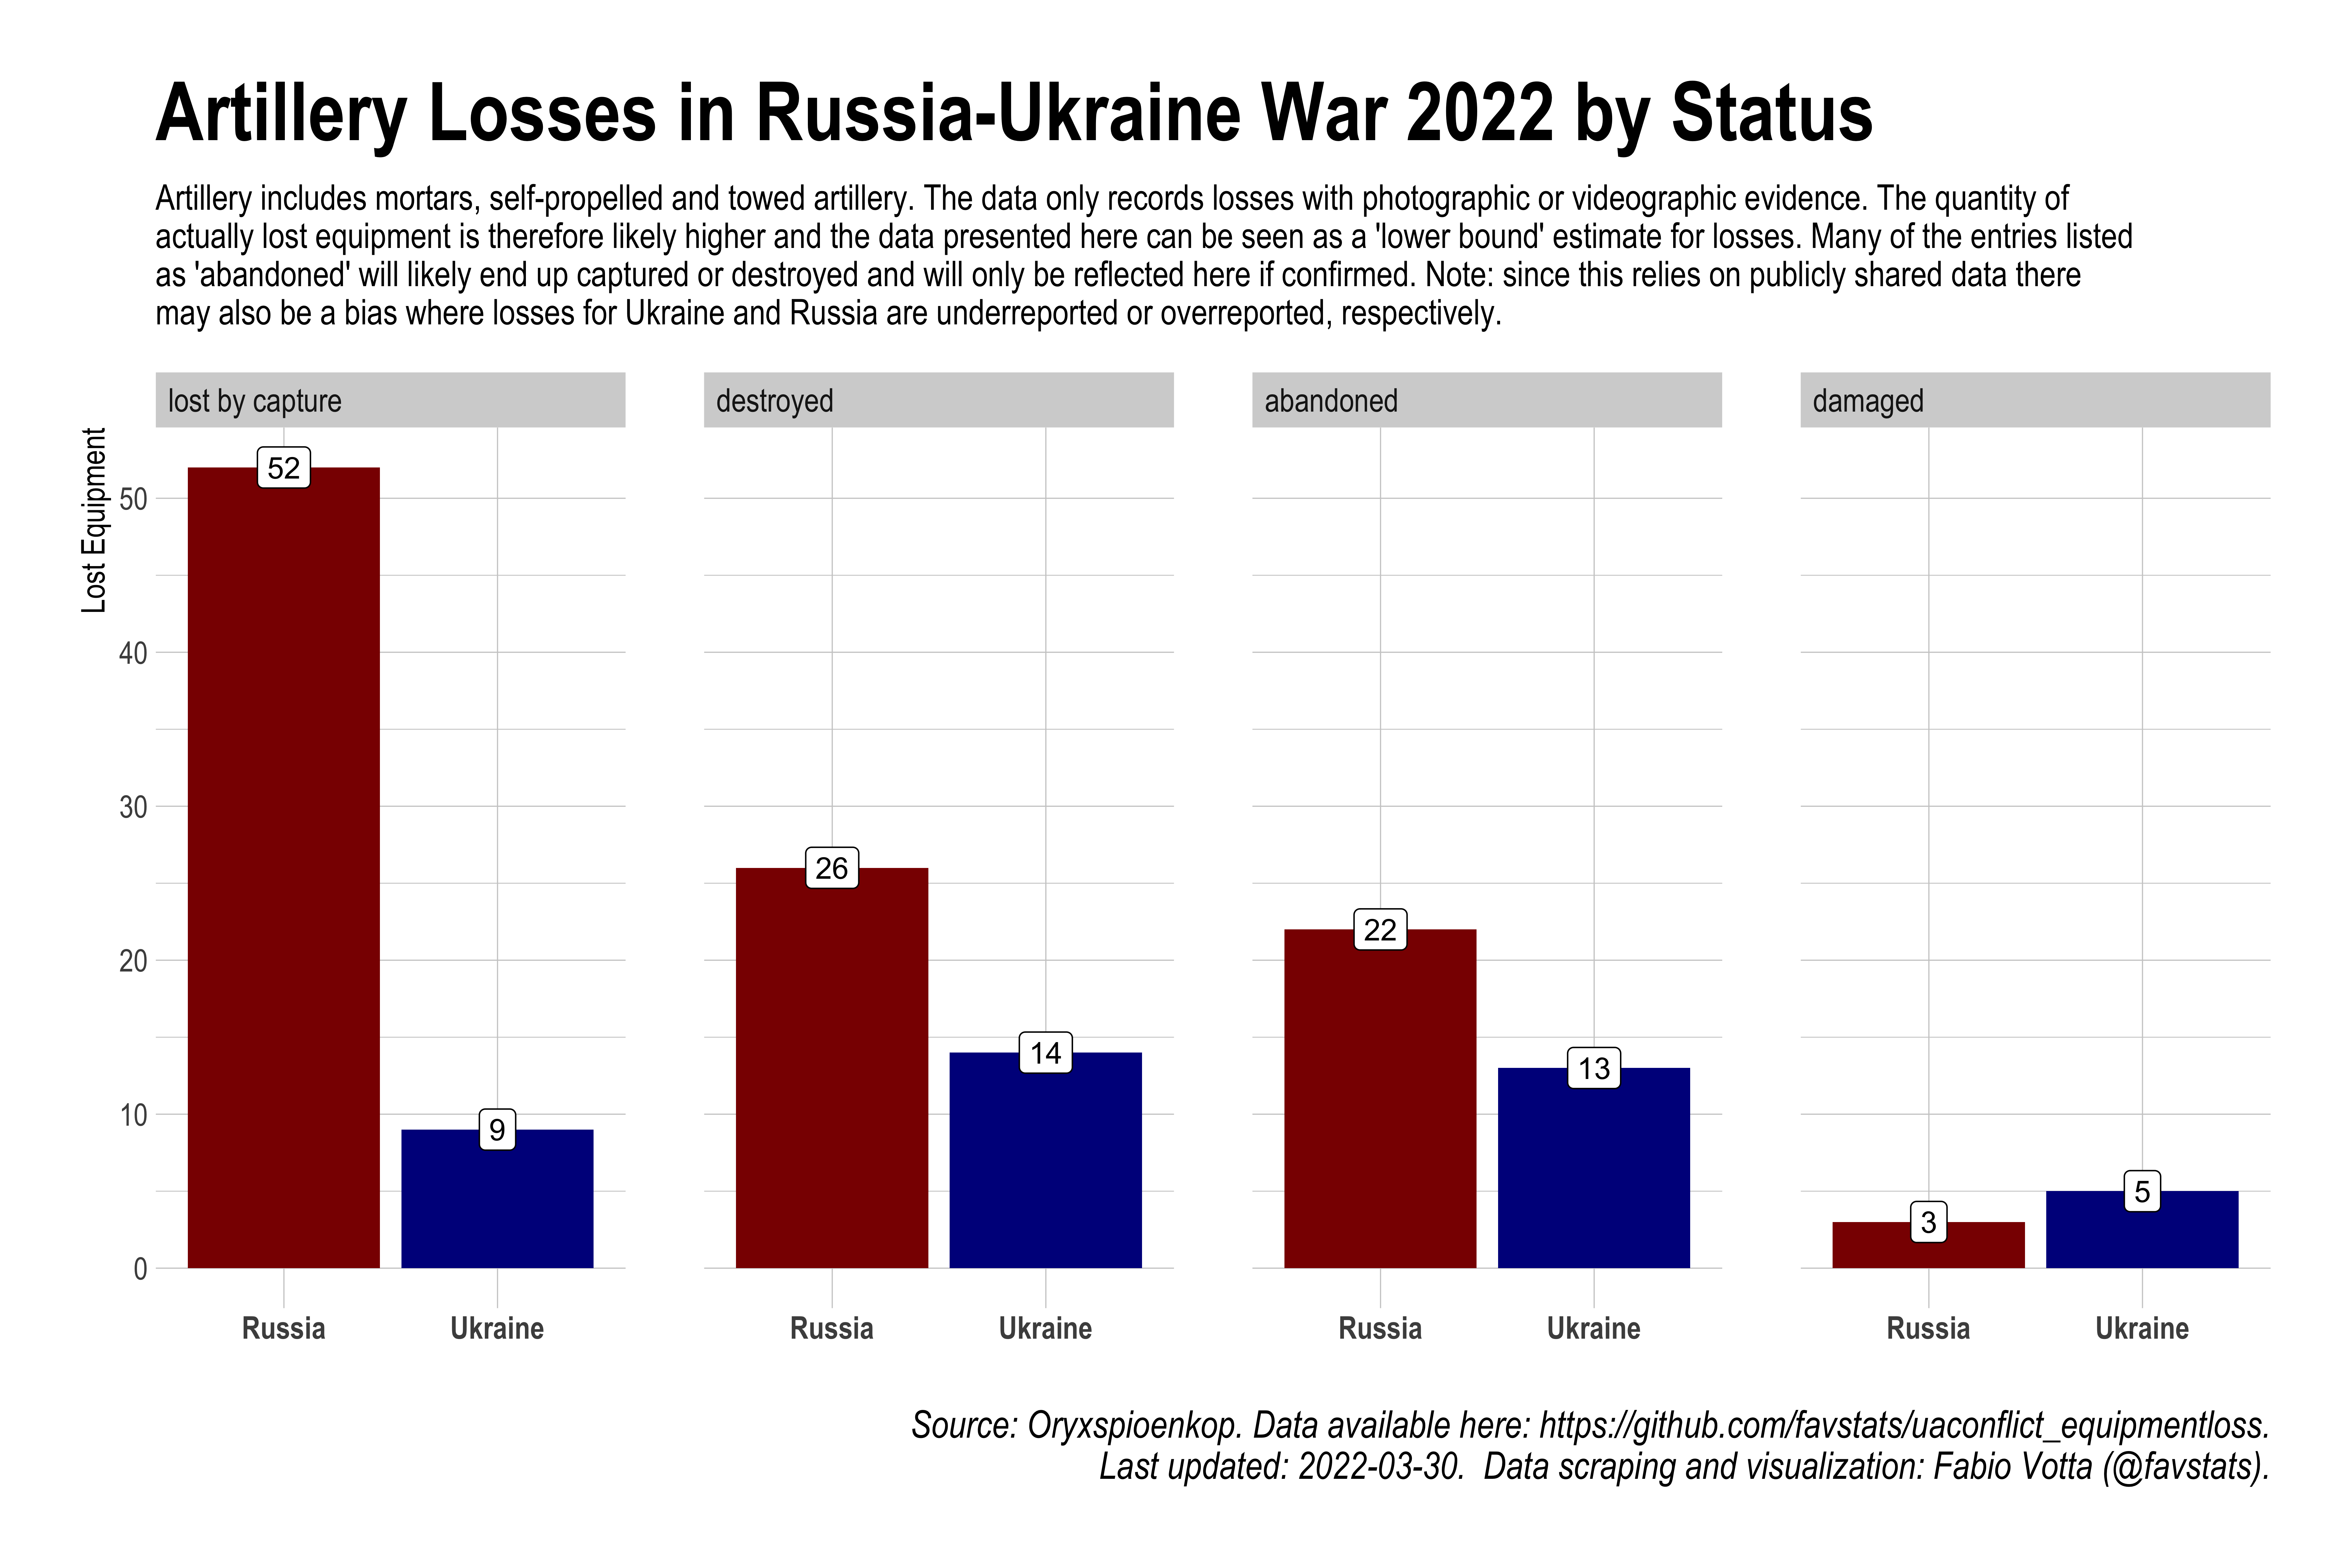 Artillery Losses in Russia-Ukraine War 2022 by Status
Artillery includes mortars, self-propelled and towed artillery. The data only records losses with photographic or videographic evidence. The quantity of
actually lost equipment is therefore likely higher and the data presented here can be seen as a 'lower bound' estimate for losses. Many of the entries listed
as 'abandoned' will likely end up captured or destroyed and will only be reflected here if confirmed. Note: since this relies on publicly shared data there
may also be a bias where losses for Ukraine and Russia are underreported or overreported, respectively.
lost by capture
destroyed
abandoned
damaged
Lost Equipment
50
40
30
20
10
0
52
9
26
14
22
13
3
5
Russia
Ukraine
Russia
Ukraine
Russia
Ukraine
Russia
Ukraine
Source: Oryxspioenkop. Data available here: https://github.com/favstats/uaconflict_equipmentloss.
Last updated: 2022-03-30.  Data scraping and visualization: Fabio Votta (@favstats).